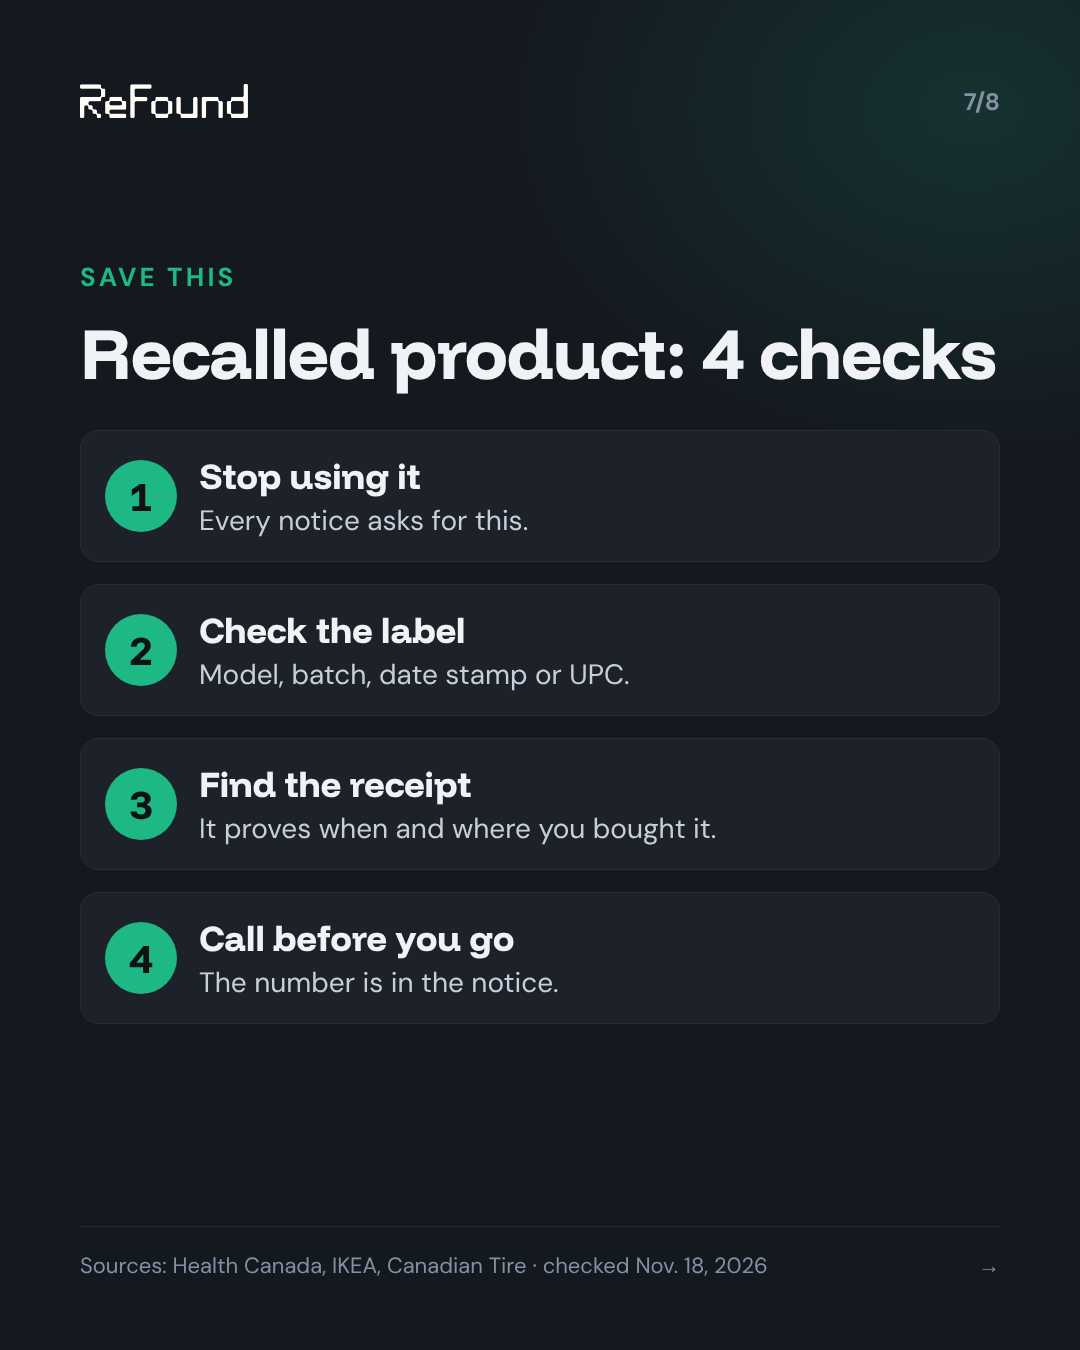 ReFound
7/8
SAVE THIS
Recalled product: 4 checks
1
Stop using it
Every notice asks for this.
2
Check the label
Model, batch, date stamp or UPC.
3
Find the receipt
It proves when and where you bought it.
4
Call before you go
The number is in the notice.
Sources: Health Canada, IKEA, Canadian Tire · checked Nov. 18, 2026 →